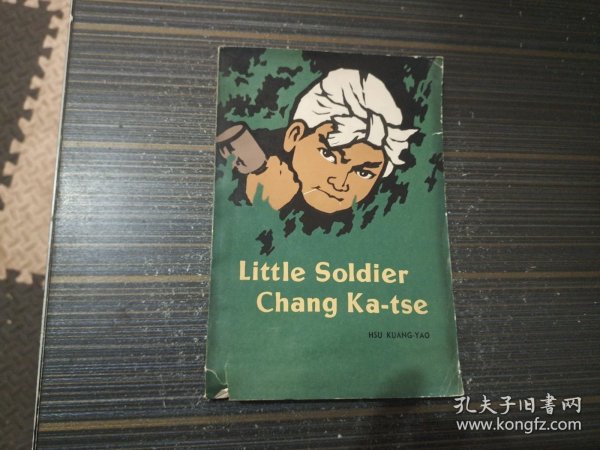 Little Soldier
Chang Ka-tse
HSU KUANG-YAO
孔夫子旧书网
www.kongfz.com